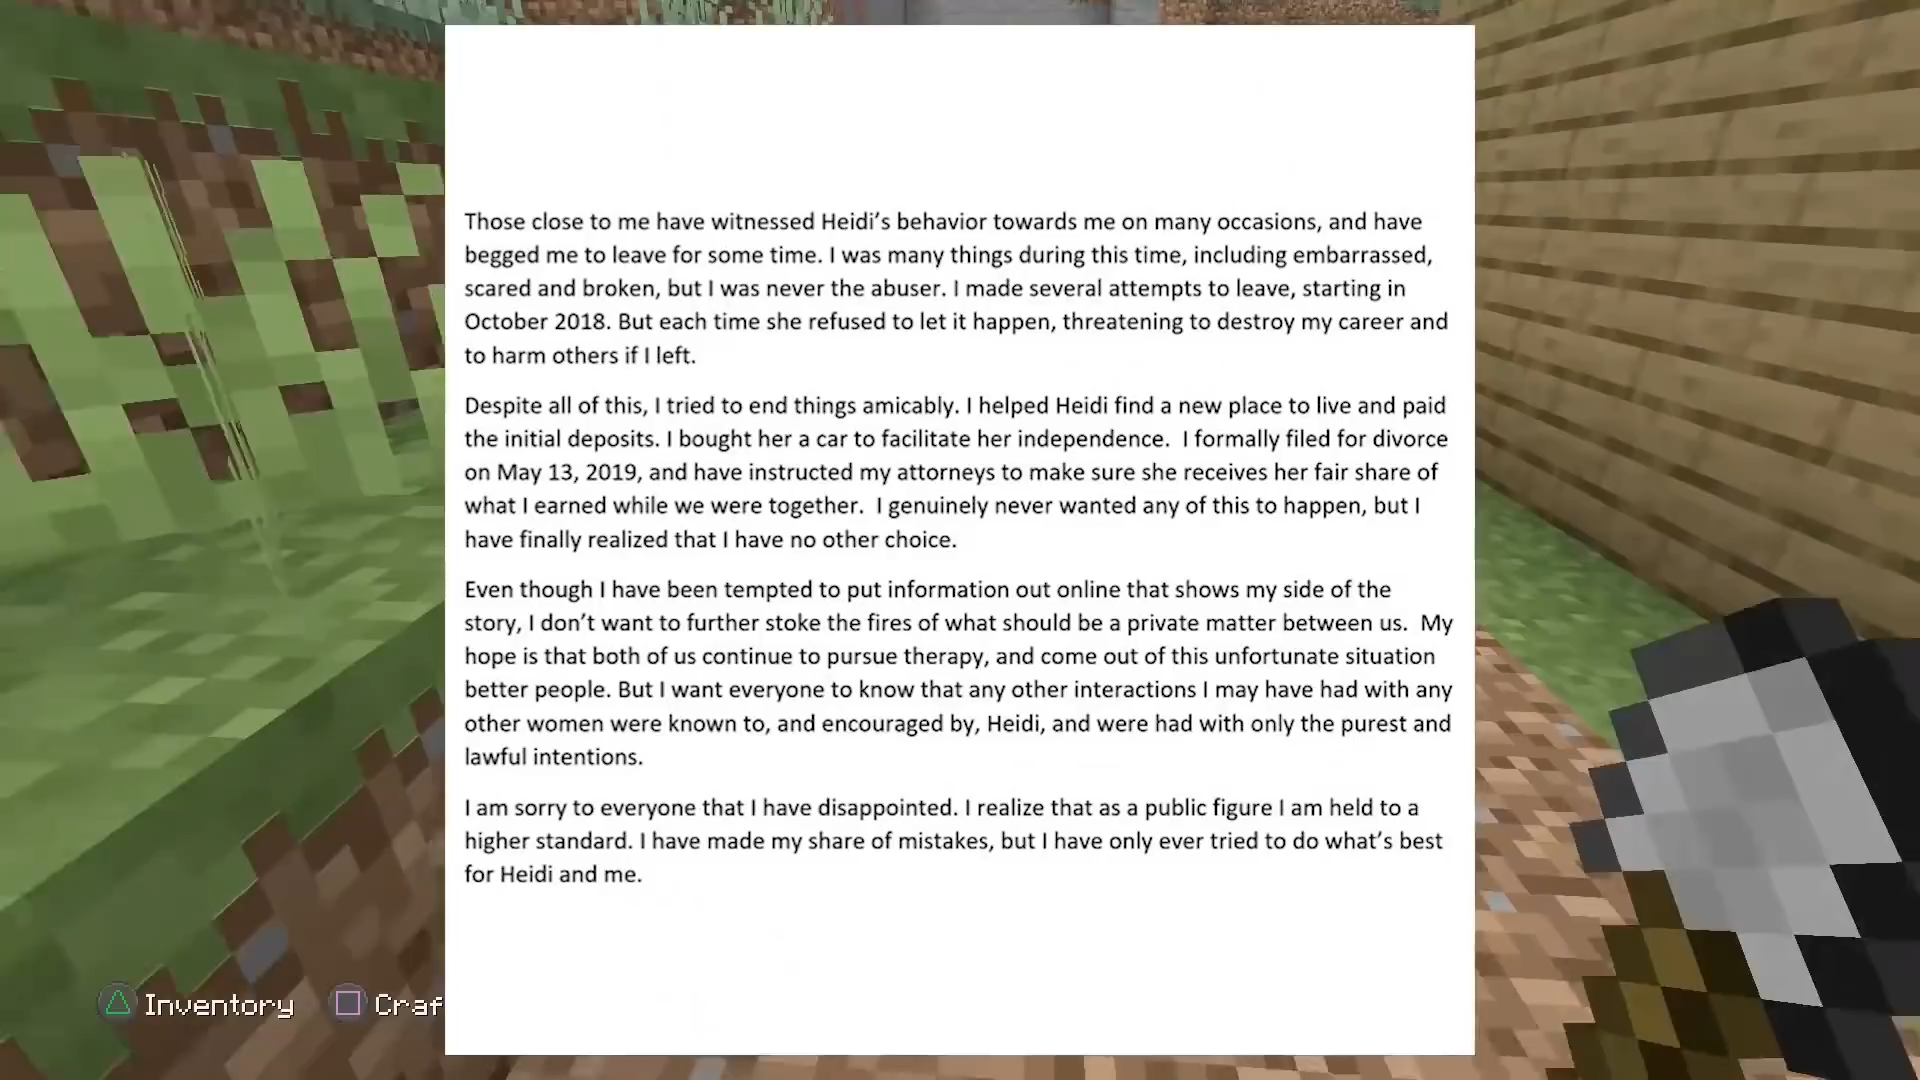 Those close to me have witnessed Heidi's behavior towards me on many occasions, and have
begged me to leave for some time. I was many things during this time, including embarrassed,
scared and broken, but I was never the abuser. I made several attempts to leave, starting in
October 2018. But each time she refused to let it happen, threatening to destroy my career and
to harm others if I left.
Despite all of this, I tried to end things amicably. I helped Heidi find a new place to live and paid
the initial deposits. I bought her a car to facilitate her independence.  I formally filed for divorce
on May 13, 2019, and have instructed my attorneys to make sure she receives her fair share of
what I earned while we were together.  I genuinely never wanted any of this to happen, but I
have finally realized that I have no other choice.
Even though I have been tempted to put information out online that shows my side of the
story, I don't want to further stoke the fires of what should be a private matter between us.  My
hope is that both of us continue to pursue therapy, and come out of this unfortunate situation
better people. But I want everyone to know that any other interactions I may have had with any
other women were known to, and encouraged by, Heidi, and were had with only the purest and
lawful intentions.
I am sorry to everyone that I have disappointed. I realize that as a public figure I am held to a
higher standard. I have made my share of mistakes, but I have only ever tried to do what's best
for Heidi and me.
Inventory Craf